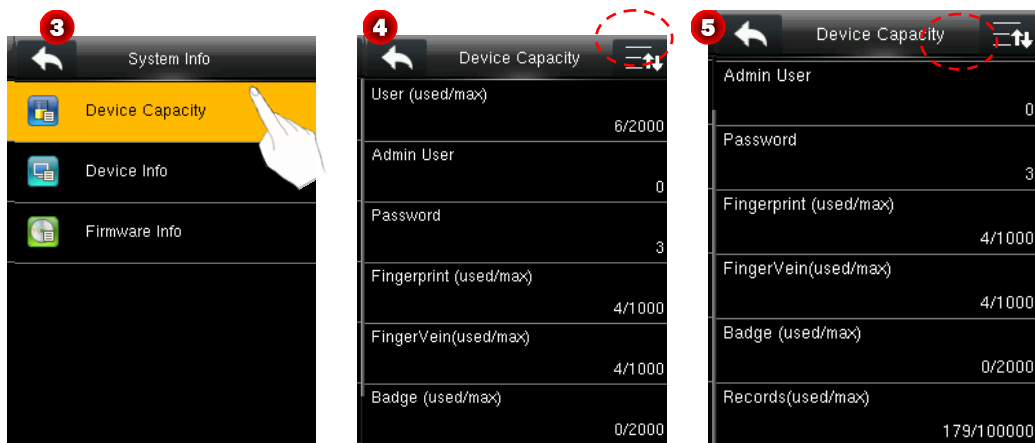 3
System Info
Device Capacity
Device Info
Firmware Info
4
Device Capacity
User (used/max)
6/2000
Admin User
0
Password
3
Fingerprint (used/max)
4/1000
FingerVein(used/max)
4/1000
Badge (used/max)
0/2000
5
Device Capacity
Admin User
0
Password
3
Fingerprint (used/max)
4/1000
FingerVein(used/max)
4/1000
Badge (used/max)
0/2000
Records(used/max)
179/100000